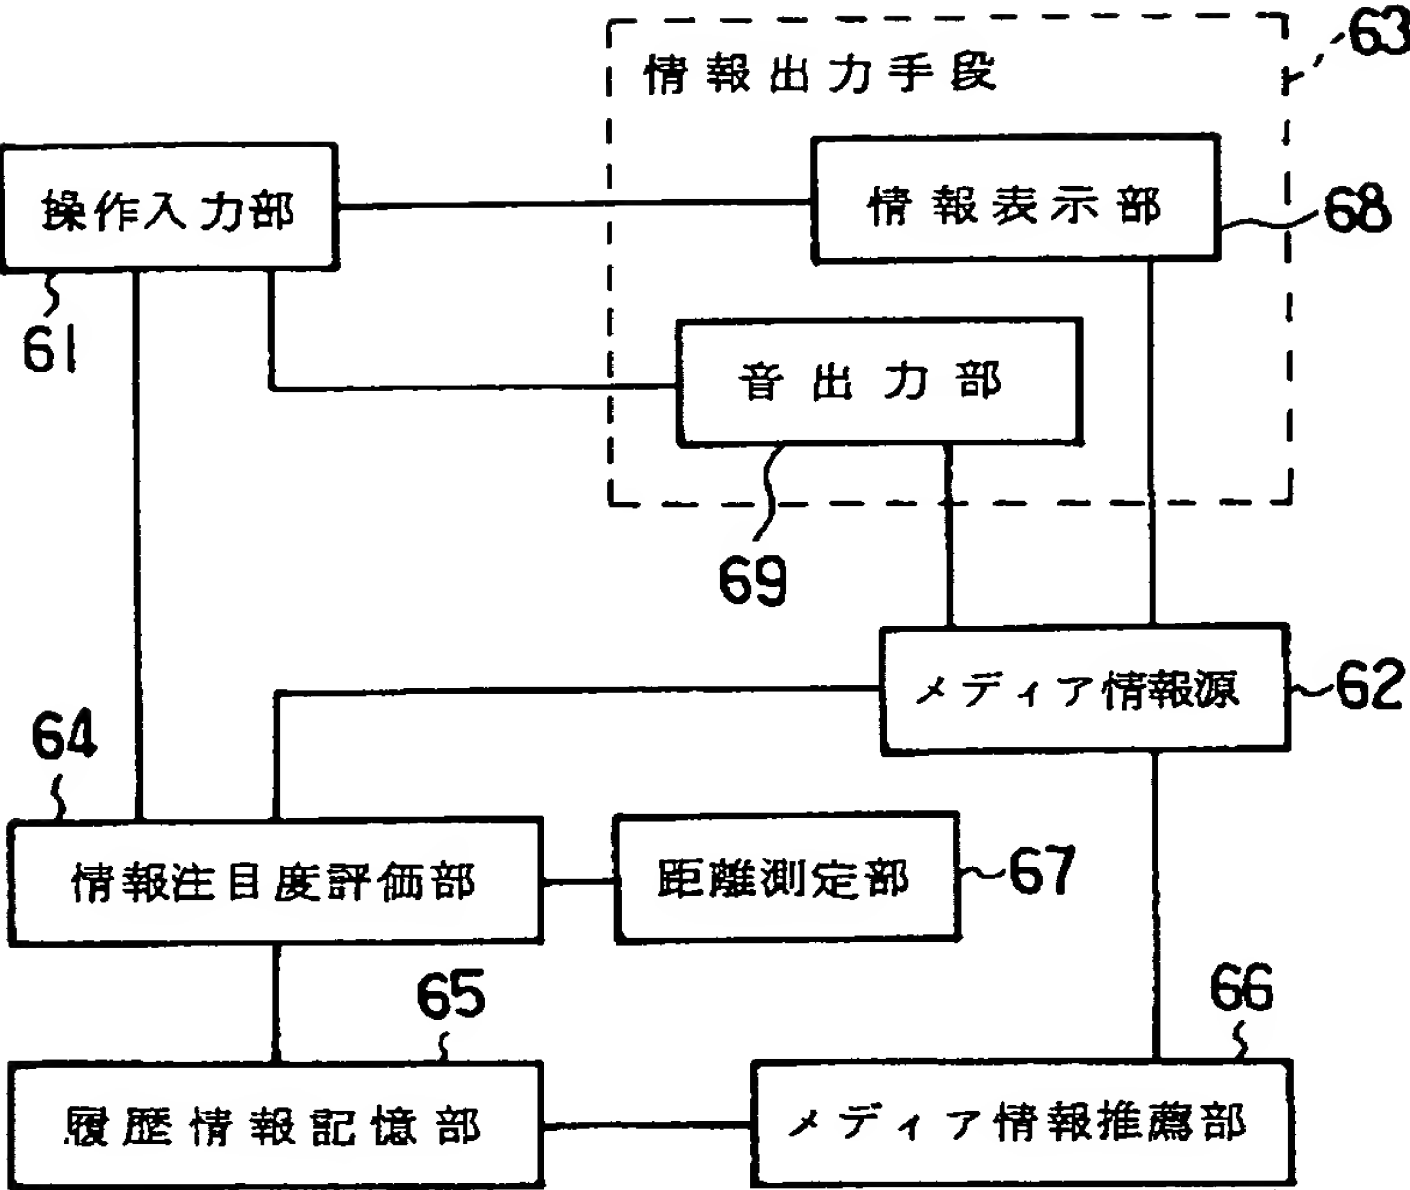 63
情報出力手段
操作入力部
情報表示部
68
61
音出力部
69
メディア情報源
62
64
情報注目度評価部
距離測定部
67
65
66
履歴情報記憶部
メディア情報推薦部